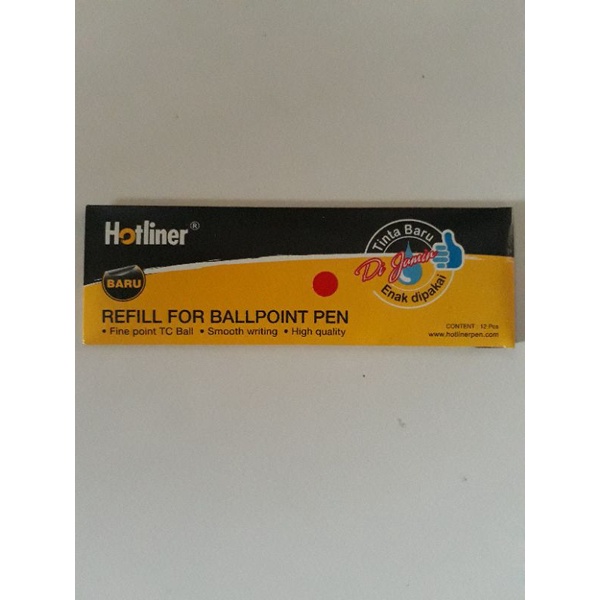 Hotliner®
BARU
Tinta Baru
Di Jamin
Enak dipakai
REFILL FOR BALLPOINT PEN
• Fine point TC Ball • Smooth writing • High quality
CONTENT : 12 Pcs
www.hotlinerpen.com